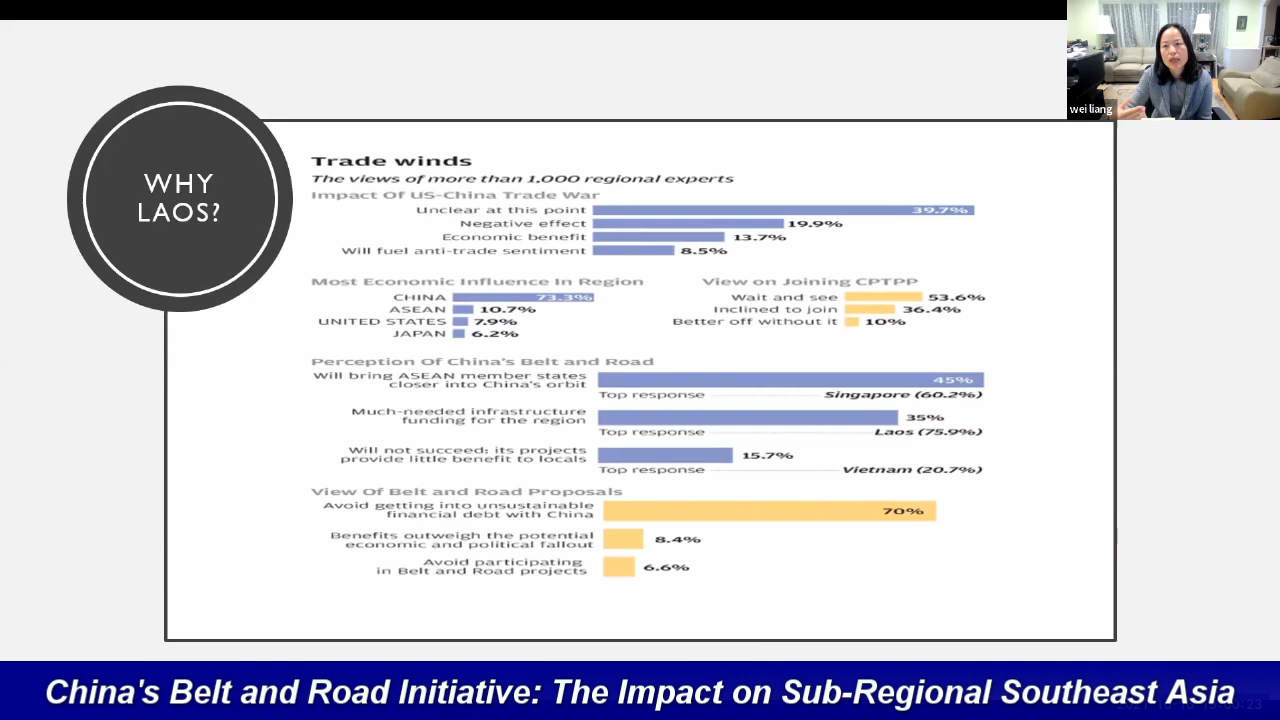 wei liang
WHY
LAOS?
Trade winds
The views of more than 1,000 regional experts
Impact Of US-China Trade War
Unclear at this point 39.7%
Negative effect 19.9%
Economic benefit 13.7%
Will fuel anti-trade sentiment 8.5%
Most Economic Influence In Region
CHINA 73.3%
ASEAN 10.7%
UNITED STATES 7.9%
JAPAN 6.2%
View on Joining CPTPP
Wait and see 53.6%
Inclined to join 36.4%
Better off without it 10%
Perception Of China's Belt and Road
Will bring ASEAN member states
closer into China's orbit 45%
Top response Singapore (60.2%)
Much-needed infrastructure
funding for the region 35%
Top response Laos (75.9%)
Will not succeed: its projects
provide little benefit to locals 15.7%
Top response Vietnam (20.7%)
View Of Belt and Road Proposals
Avoid getting into unsustainable
financial debt with China 70%
Benefits outweigh the potential
economic and political fallout 8.4%
Avoid participating
in Belt and Road projects 6.6%
China's Belt and Road Initiative: The Impact on Sub-Regional Southeast Asia